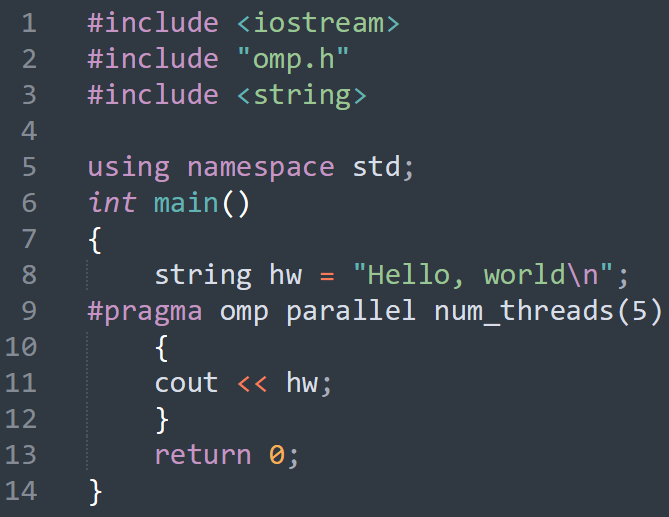 1 #include <iostream>
2 #include "omp.h"
3 #include <string>
4
5 using namespace std;
6 int main()
7 {
8 string hw = "Hello, world\n";
9 #pragma omp parallel num_threads(5)
10 {
11 cout << hw;
12 }
13 return 0;
14 }